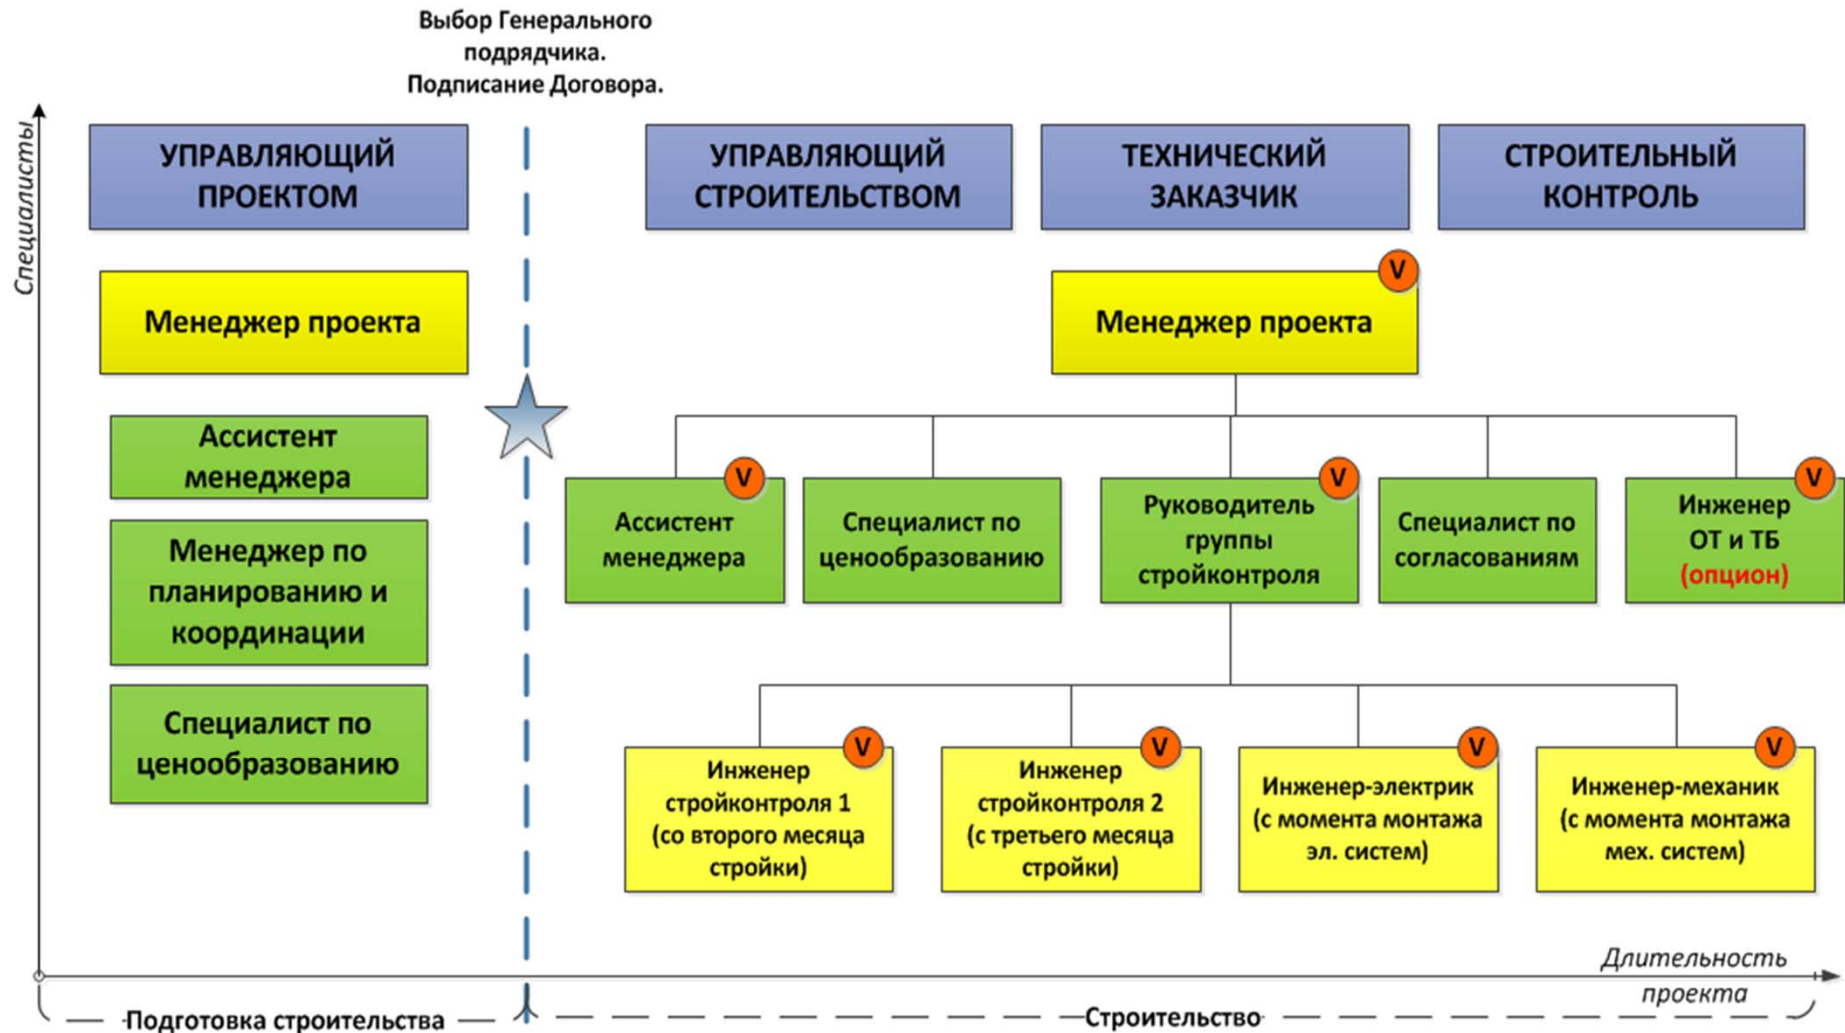 Выбор Генерального
подрядчика.
Подписание Договора.
Специалисты
УПРАВЛЯЮЩИЙ
ПРОЕКТОМ
УПРАВЛЯЮЩИЙ
СТРОИТЕЛЬСТВОМ
ТЕХНИЧЕСКИЙ
ЗАКАЗЧИК
СТРОИТЕЛЬНЫЙ
КОНТРОЛЬ
Менеджер проекта
V
Менеджер проекта
Ассистент
менеджера
Менеджер по
планированию и
координации
Специалист по
ценообразованию
V
Ассистент
менеджера
Специалист по
ценообразованию
V
Руководитель
группы
стройконтроля
Специалист по
согласованиям
V
Инженер
ОТ и ТБ
(опцион)
V
Инженер
стройконтроля 1
(со второго месяца
стройки)
V
Инженер
стройконтроля 2
(с третьего месяца
стройки)
V
Инженер-электрик
(с момента монтажа
эл. систем)
V
Инженер-механик
(с момента монтажа
мех. систем)
Длительность
проекта
Подготовка строительства
Строительство